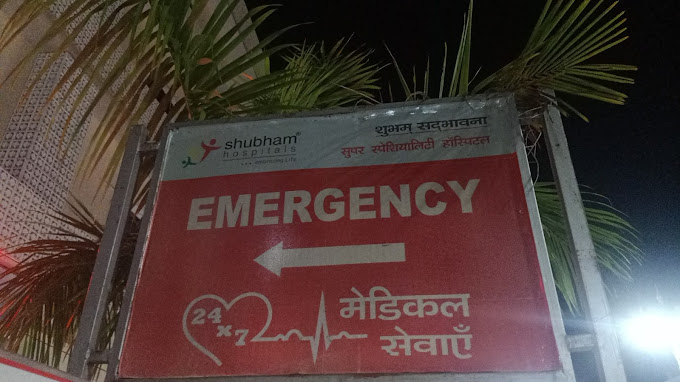 shubham®
hospitals
शुभम् सद्भावना
सुपर स्पेशियालिटी हॉस्पिटल
EMERGENCY
24x7
मेडिकल
सेवाएँ